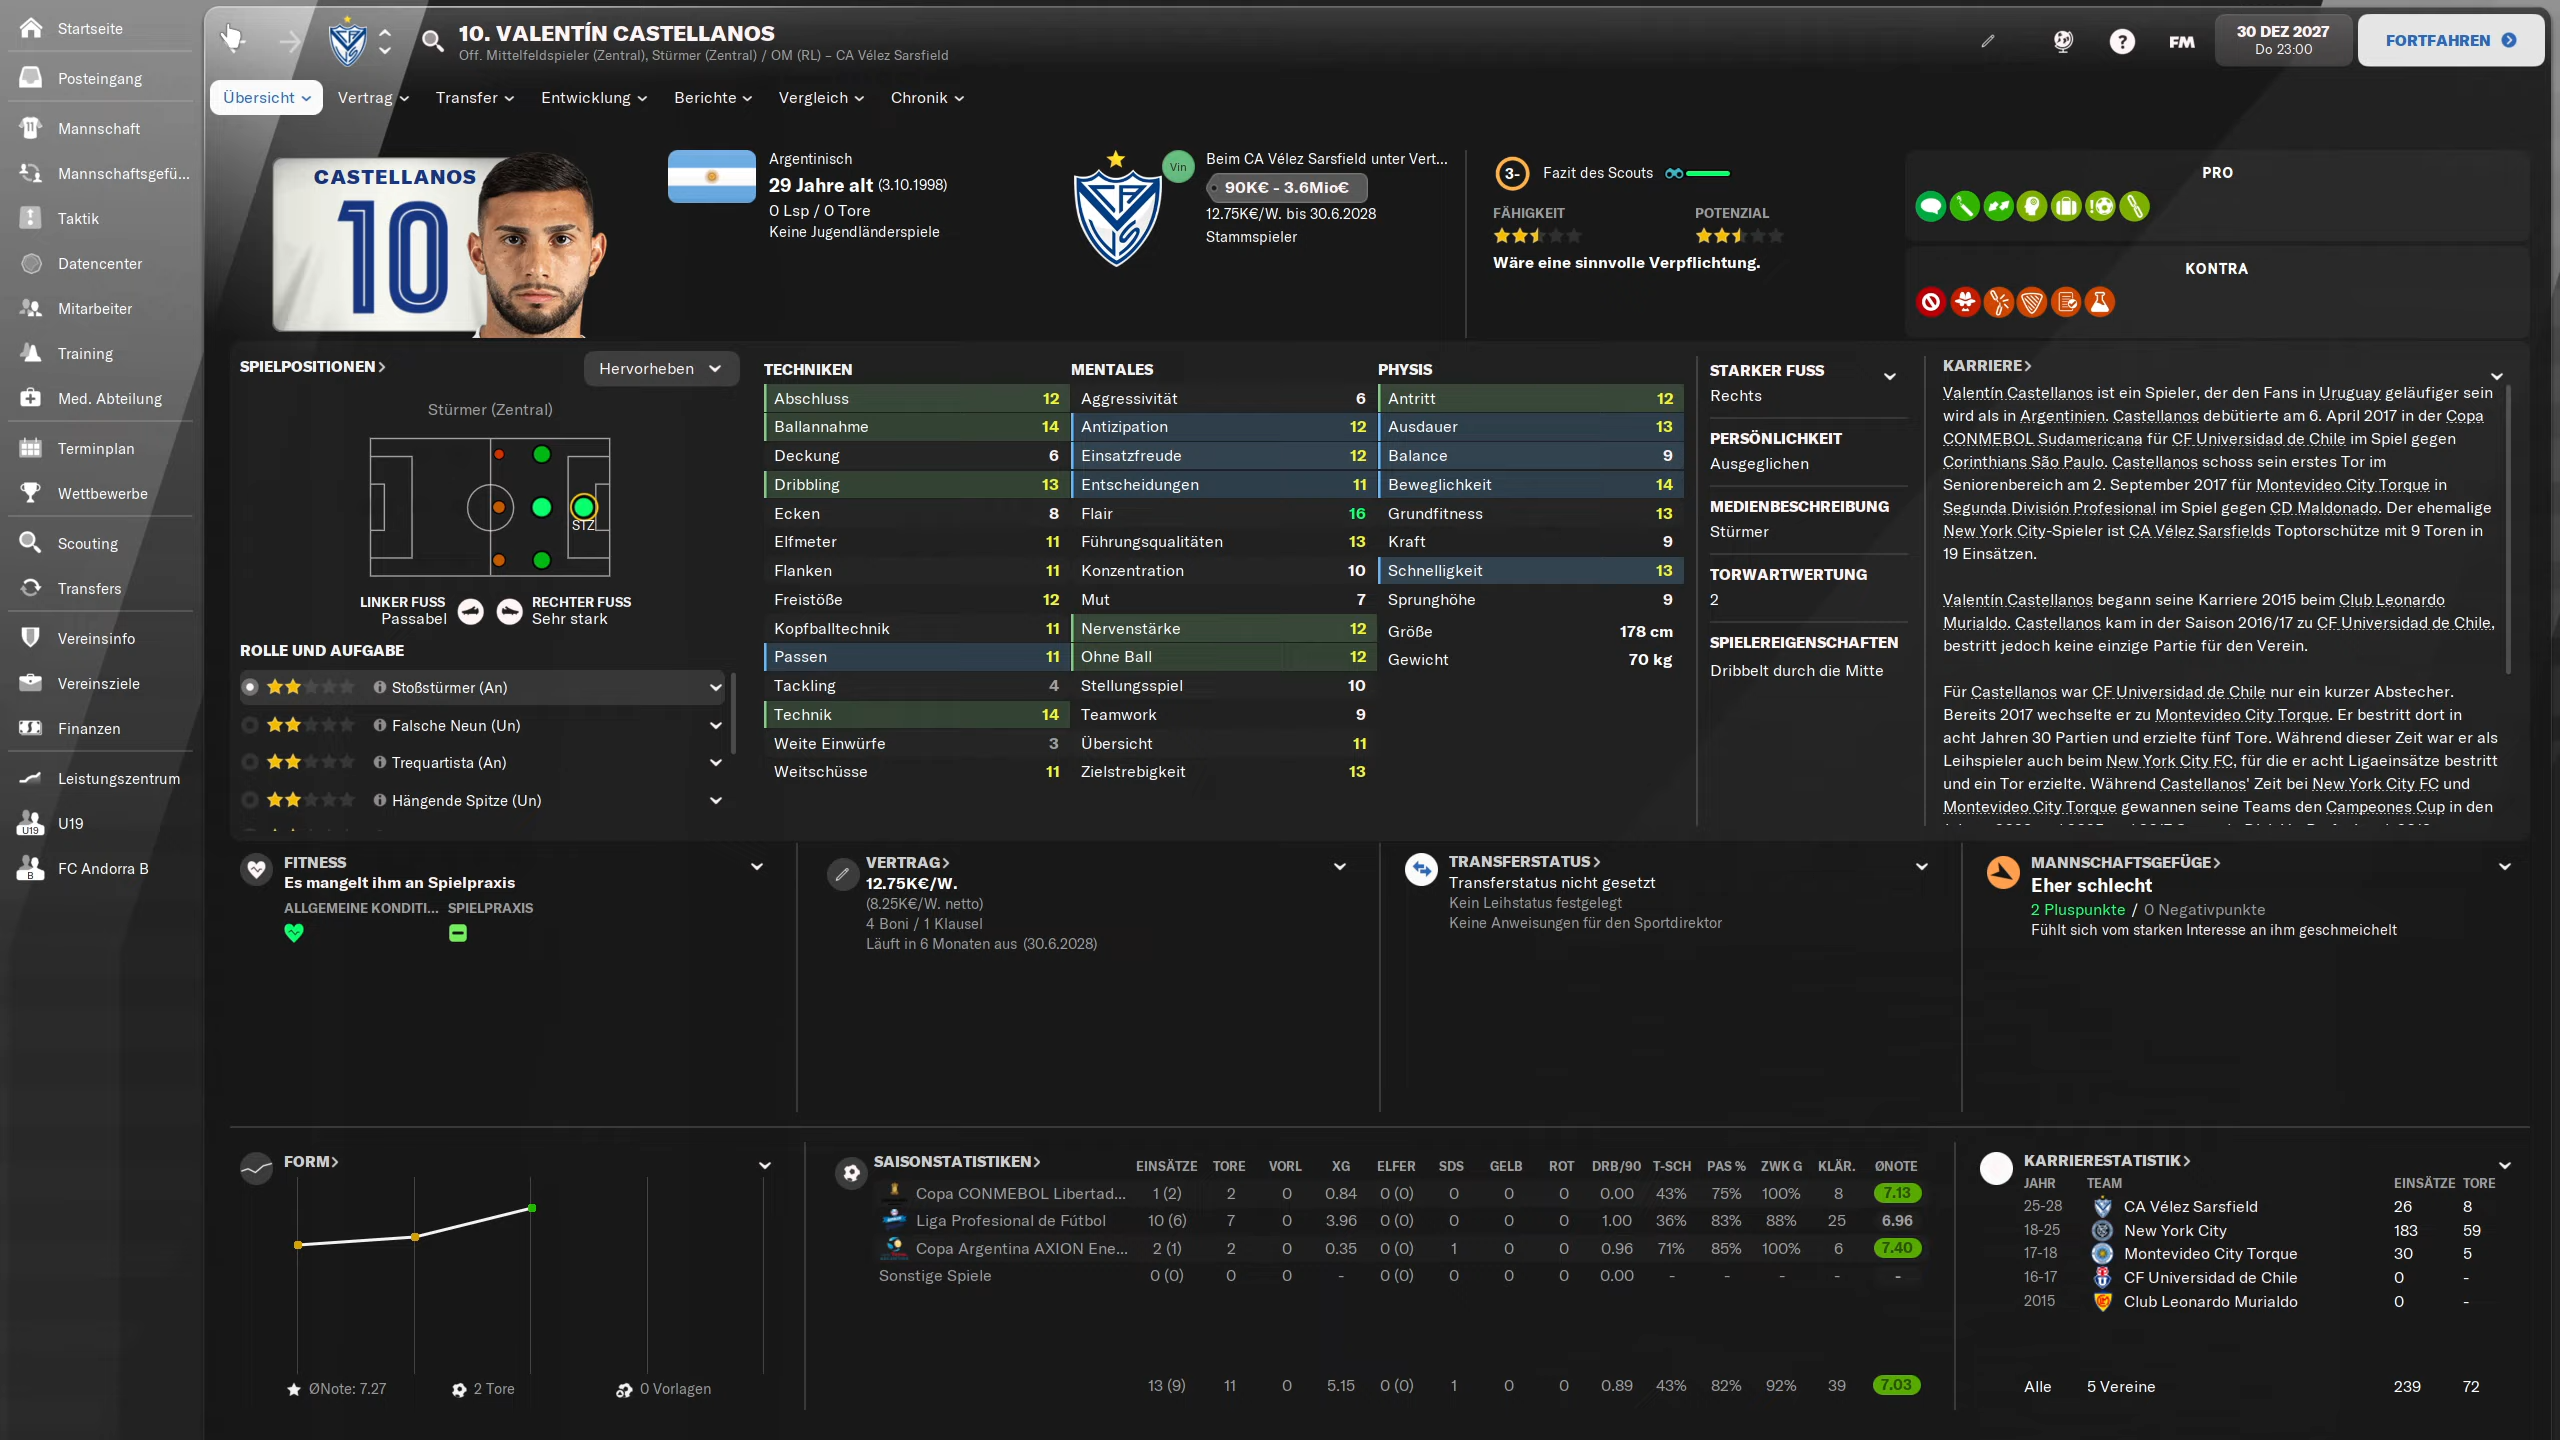 Startseite
Posteingang
Mannschaft
Mannschaftsgefü...
Taktik
Datencenter
Mitarbeiter
Training
Med. Abteilung
Terminplan
Wettbewerbe
Scouting
Transfers
Vereinsinfo
Vereinsziele
Finanzen
Leistungszentrum
U19
U19
FC Andorra B
B
10. VALENTÍN CASTELLANOS
Off. Mittelfeldspieler (Zentral), Stürmer (Zentral) / OM (RL) – CA Vélez Sarsfield
FM
30 DEZ 2027
Do 23:00
FORTFAHREN
Übersicht
Vertrag
Transfer
Entwicklung
Berichte
Vergleich
Chronik
CASTELLANOS
10
Argentinisch
29 Jahre alt (3.10.1998)
0 Lsp / 0 Tore
Keine Jugendländerspiele
Vin
Beim CA Vélez Sarsfield unter Vert...
90K€ - 3.6Mio€
12.75K€/W. bis 30.6.2028
Stammspieler
3-
Fazit des Scouts
FÄHIGKEIT
POTENZIAL
Wäre eine sinnvolle Verpflichtung.
PRO
KONTRA
SPIELPOSITIONEN>
Hervorheben
Stürmer (Zentral)
STZ
LINKER FUSS
Passabel
RECHTER FUSS
Sehr stark
ROLLE UND AUFGABE
Stoßstürmer (An)
Falsche Neun (Un)
Trequartista (An)
Hängende Spitze (Un)
TECHNIKEN
Abschluss 12
Ballannahme 14
Deckung 6
Dribbling 13
Ecken 8
Elfmeter 11
Flanken 11
Freistöße 12
Kopfballtechnik 11
Passen 11
Tackling 4
Technik 14
Weite Einwürfe 3
Weitschüsse 11
MENTALES
Aggressivität 6
Antizipation 12
Einsatzfreude 12
Entscheidungen 11
Flair 16
Führungsqualitäten 13
Konzentration 10
Mut 7
Nervenstärke 12
Ohne Ball 12
Stellungsspiel 10
Teamwork 9
Übersicht 11
Zielstrebigkeit 13
PHYSIS
Antritt 12
Ausdauer 13
Balance 9
Beweglichkeit 14
Grundfitness 13
Kraft 9
Schnelligkeit 13
Sprunghöhe 9
Größe 178 cm
Gewicht 70 kg
STARKER FUSS
Rechts
PERSÖNLICHKEIT
Ausgeglichen
MEDIENBESCHREIBUNG
Stürmer
TORWARTWERTUNG
2
SPIELEREIGENSCHAFTEN
Dribbelt durch die Mitte
KARRIERE>
Valentín Castellanos ist ein Spieler, der den Fans in Uruguay geläufiger sein
wird als in Argentinien. Castellanos debütierte am 6. April 2017 in der Copa
CONMEBOL Sudamericana für CF Universidad de Chile im Spiel gegen
Corinthians São Paulo. Castellanos schoss sein erstes Tor im
Seniorenbereich am 2. September 2017 für Montevideo City Torque in
Segunda División Profesional im Spiel gegen CD Maldonado. Der ehemalige
New York City-Spieler ist CA Vélez Sarsfields Toptorschütze mit 9 Toren in
19 Einsätzen.
Valentín Castellanos begann seine Karriere 2015 beim Club Leonardo
Murialdo. Castellanos kam in der Saison 2016/17 zu CF Universidad de Chile,
bestritt jedoch keine einzige Partie für den Verein.
Für Castellanos war CF Universidad de Chile nur ein kurzer Abstecher.
Bereits 2017 wechselte er zu Montevideo City Torque. Er bestritt dort in
acht Jahren 30 Partien und erzielte fünf Tore. Während dieser Zeit war er als
Leihspieler auch beim New York City FC, für die er acht Ligaeinsätze bestritt
und ein Tor erzielte. Während Castellanos' Zeit bei New York City FC und
Montevideo City Torque gewannen seine Teams den Campeones Cup in den
FITNESS
Es mangelt ihm an Spielpraxis
ALLGEMEINE KONDITI... SPIELPRAXIS
VERTRAG>
12.75K€/W.
(8.25K€/W. netto)
4 Boni / 1 Klausel
Läuft in 6 Monaten aus (30.6.2028)
TRANSFERSTATUS>
Transferstatus nicht gesetzt
Kein Leihstatus festgelegt
Keine Anweisungen für den Sportdirektor
MANNSCHAFTSGEFÜGE>
Eher schlecht
2 Pluspunkte / 0 Negativpunkte
Fühlt sich vom starken Interesse an ihm geschmeichelt
FORM>
ØNote: 7.27
2 Tore
0 Vorlagen
SAISONSTATISTIKEN> EINSÄTZE TORE VORL XG ELFER SDS GELB ROT DRB/90 T-SCH PAS % ZWK G KLÄR. ØNOTE
Copa CONMEBOL Libertad... 1 (2) 2 0 0.84 0 (0) 0 0 0 0.00 43% 75% 100% 8 7.13
Liga Profesional de Fútbol 10 (6) 7 0 3.96 0 (0) 0 0 0 1.00 36% 83% 88% 25 6.96
Copa Argentina AXION Ene... 2 (1) 2 0 0.35 0 (0) 1 0 0 0.96 71% 85% 100% 6 7.40
Sonstige Spiele 0 (0) 0 0 - 0 (0) 0 0 0 0.00 - - - - -
13 (9) 11 0 5.15 0 (0) 1 0 0 0.89 43% 82% 92% 39 7.03
KARRIERESTATISTIK>
JAHR TEAM EINSÄTZE TORE
25-28 CA Vélez Sarsfield 26 8
18-25 New York City 183 59
17-18 Montevideo City Torque 30 5
16-17 CF Universidad de Chile 0 -
2015 Club Leonardo Murialdo 0 -
Alle 5 Vereine 239 72